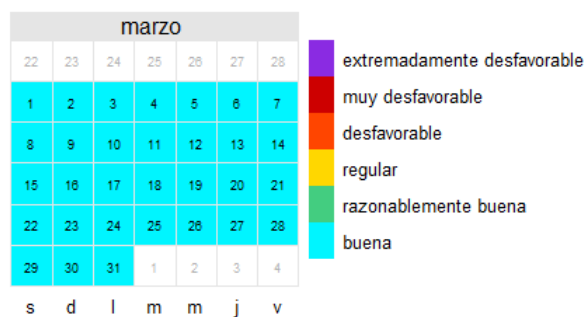 marzo
22 23 24 25 26 27 28
1 2 3 4 5 6 7
8 9 10 11 12 13 14
15 16 17 18 19 20 21
22 23 24 25 26 27 28
29 30 31 1 2 3 4
s d l m m j v
extremadamente desfavorable
muy desfavorable
desfavorable
regular
razonablemente buena
buena